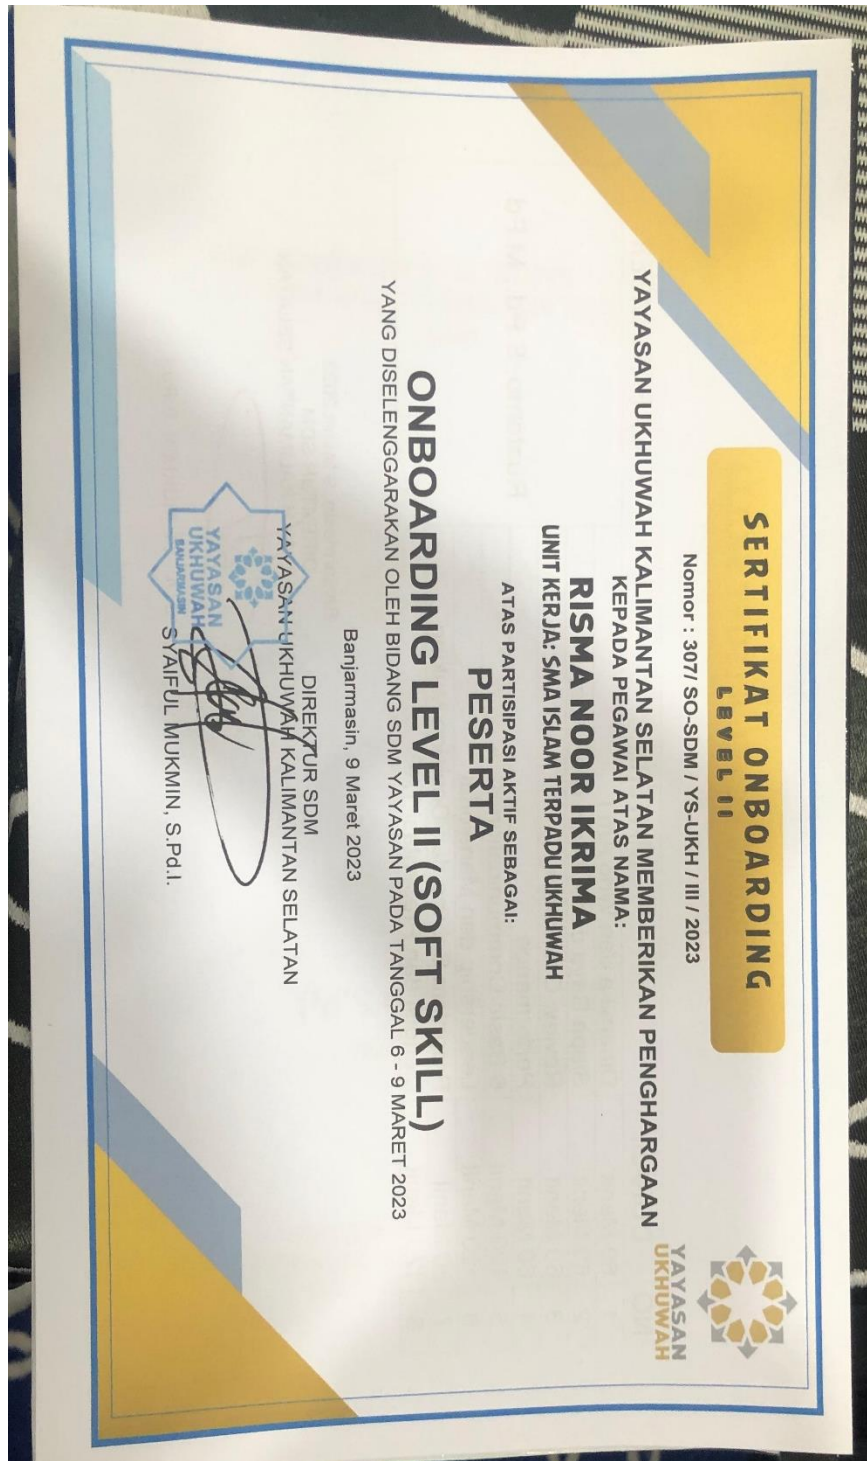 SERTIFIKAT ONBOARDING
LEVEL II
YAYASAN
UKHUWAH
Nomor : 307/ SO-SDM / YS-UKH / III / 2023
YAYASAN UKHUWAH KALIMANTAN SELATAN MEMBERIKAN PENGHARGAAN
KEPADA PEGAWAI ATAS NAMA:
RISMA NOOR IKRIMA
UNIT KERJA: SMA ISLAM TERPADU UKHUWAH
ATAS PARTISIPASI AKTIF SEBAGAI:
PESERTA
ONBOARDING LEVEL II (SOFT SKILL)
YANG DISELENGGARAKAN OLEH BIDANG SDM YAYASAN PADA TANGGAL 6 - 9 MARET 2023
Banjarmasin, 9 Maret 2023
DIREKTUR SDM
YAYASAN UKHUWAH KALIMANTAN SELATAN
YAYASAN
UKHUWAH
BANJARMASIN
SYAIFUL MUKMIN, S.Pd.I.